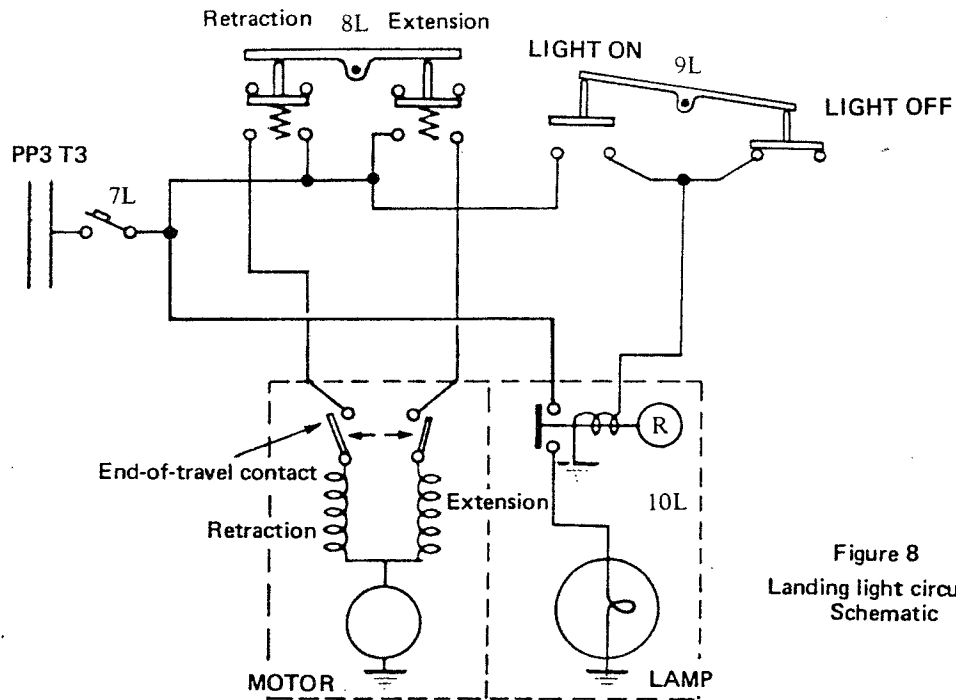 Retraction
8L
Extension
LIGHT ON
9L
LIGHT OFF
PP3 T3
7L
R
End-of-travel contact
Extension
10L
Retraction
Figure 8
Landing light circu
Schematic
MOTOR
LAMP